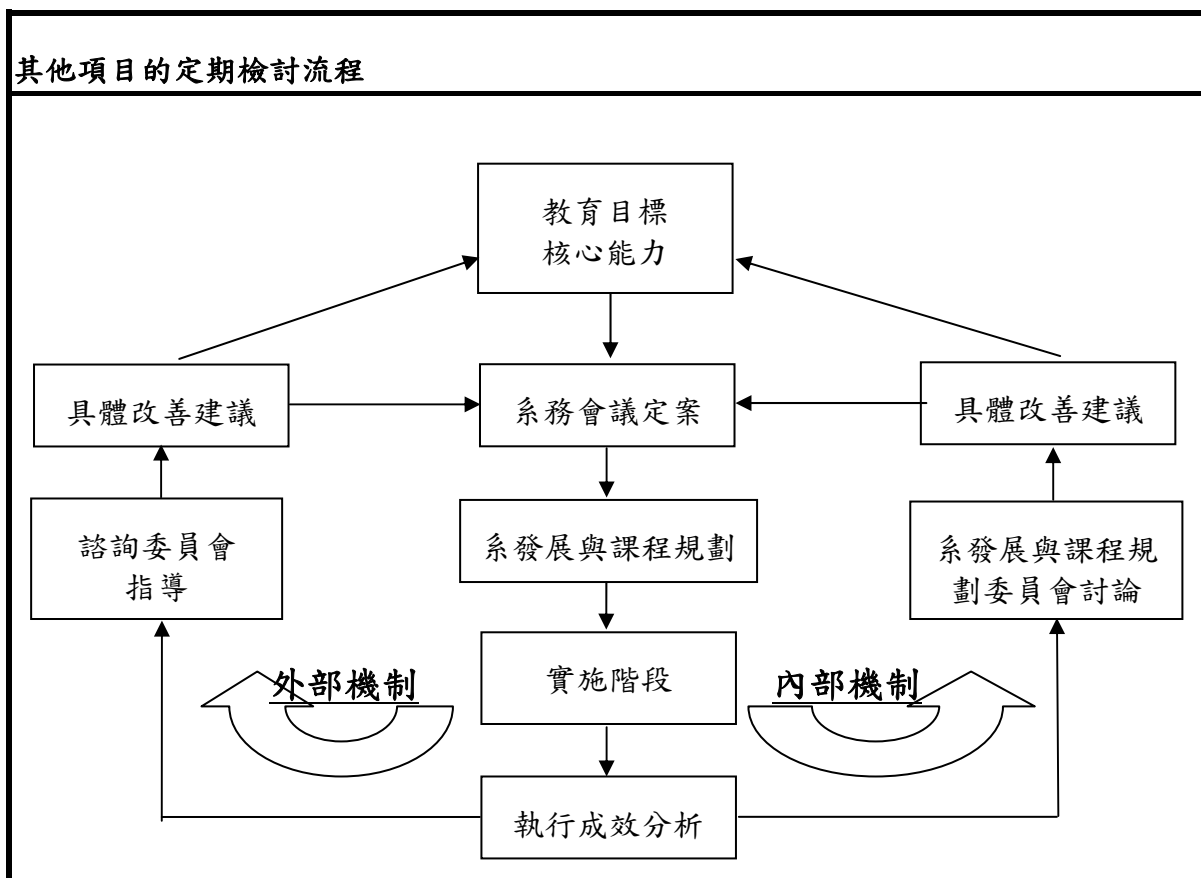 其他項目的定期檢討流程
教育目標
核心能力
具體改善建議
系務會議定案
具體改善建議
諮詢委員會
指導
系發展與課程規劃
系發展與課程規
劃委員會討論
外部機制
實施階段
內部機制
執行成效分析